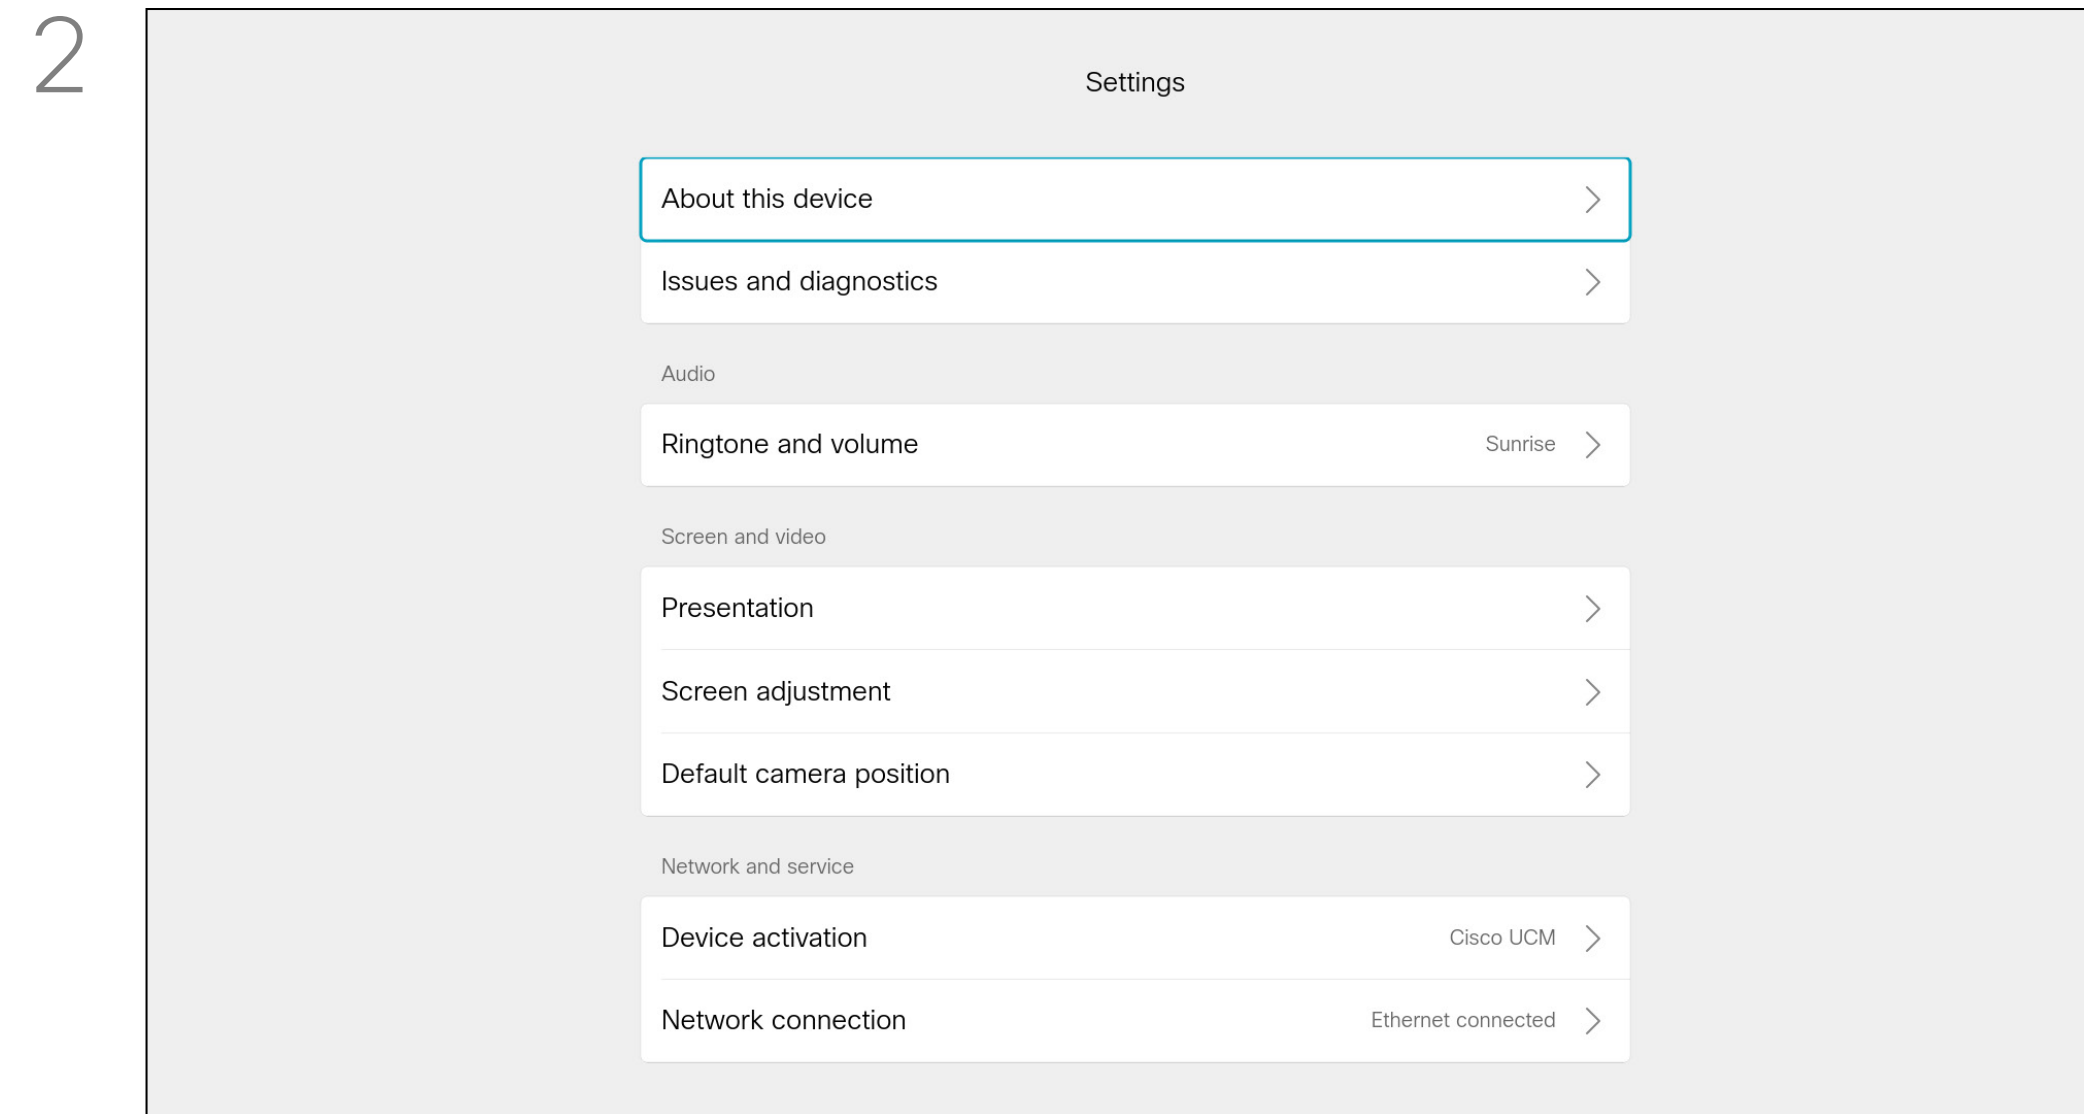 2
Settings
About this device
Issues and diagnostics
Audio
Ringtone and volume Sunrise
Screen and video
Presentation
Screen adjustment
Default camera position
Network and service
Device activation Cisco UCM
Network connection Ethernet connected